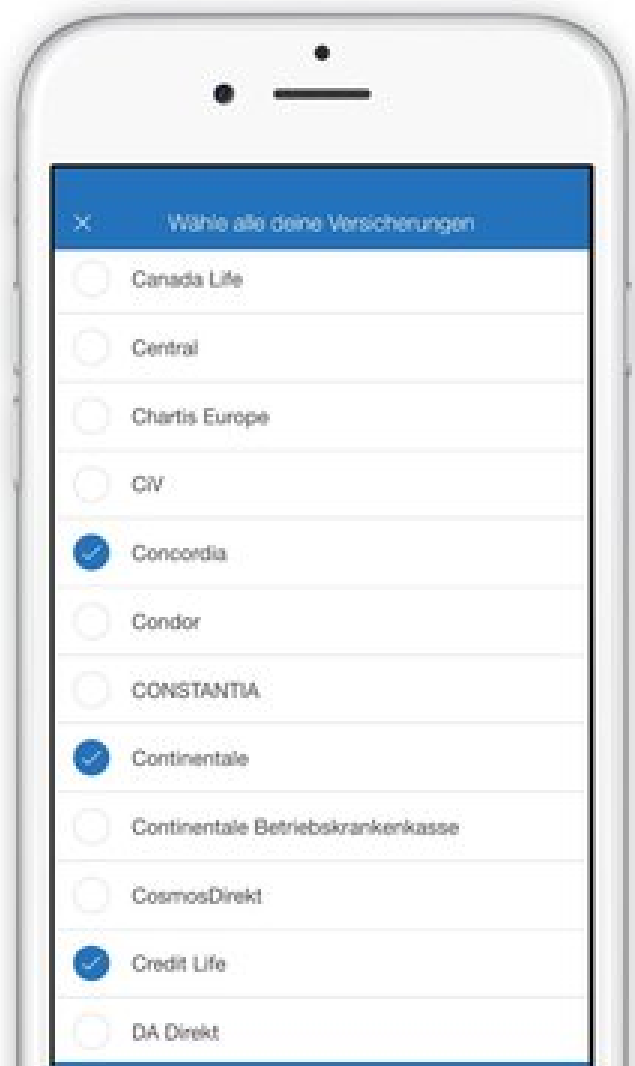 Wähle alle deine Versicherungen
Canada Life
Central
Chartis Europe
CiV
Concordia
Condor
CONSTANTIA
Continentale
Continentale Betriebskrankenkasse
CosmosDirekt
Credit Life
DA Direkt